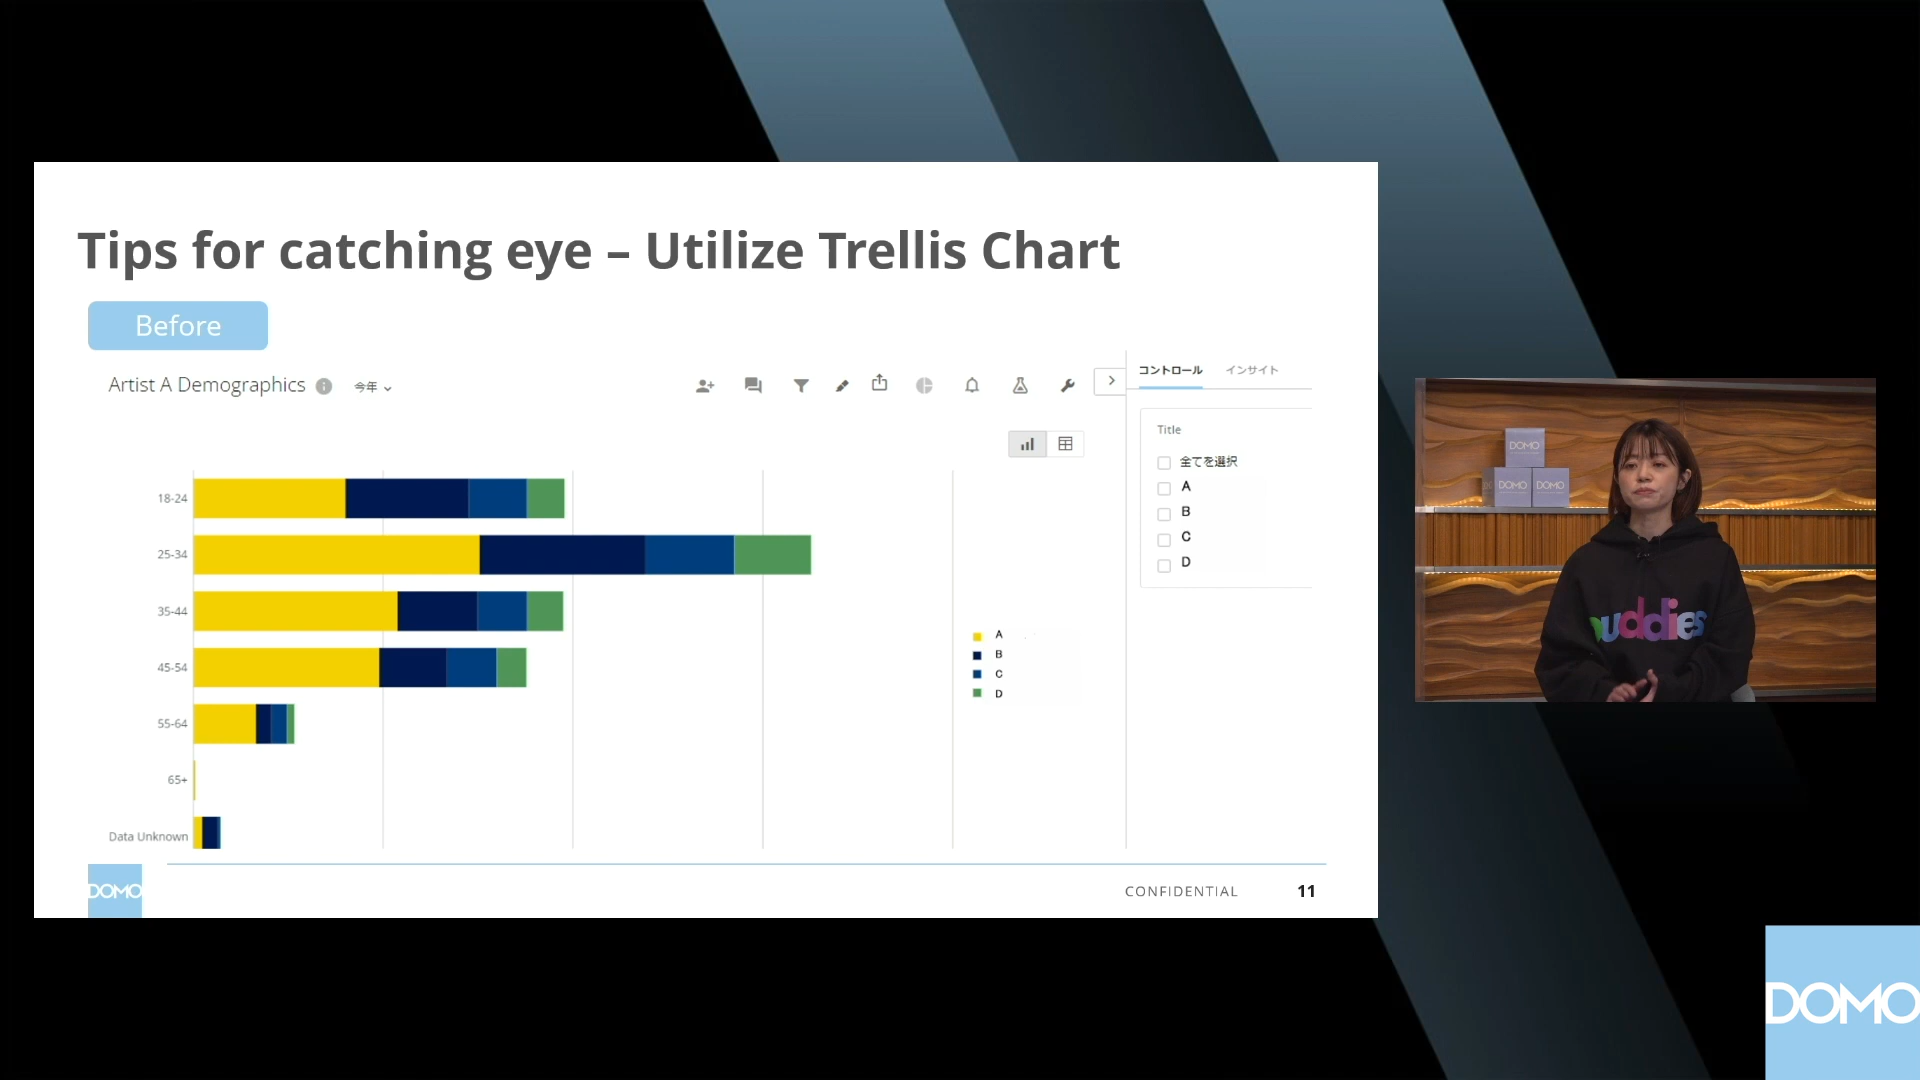 Tips for catching eye – Utilize Trellis Chart
Before
Artist A Demographics
今年
コントロール
インサイト
Title
全てを選択
A
B
C
D
18-24
25-34
35-44
45-54
55-64
65+
Data Unknown
A
B
C
D
DOMO
CONFIDENTIAL
11
DOMO
DOMO
DOMO
uddies
DOMO